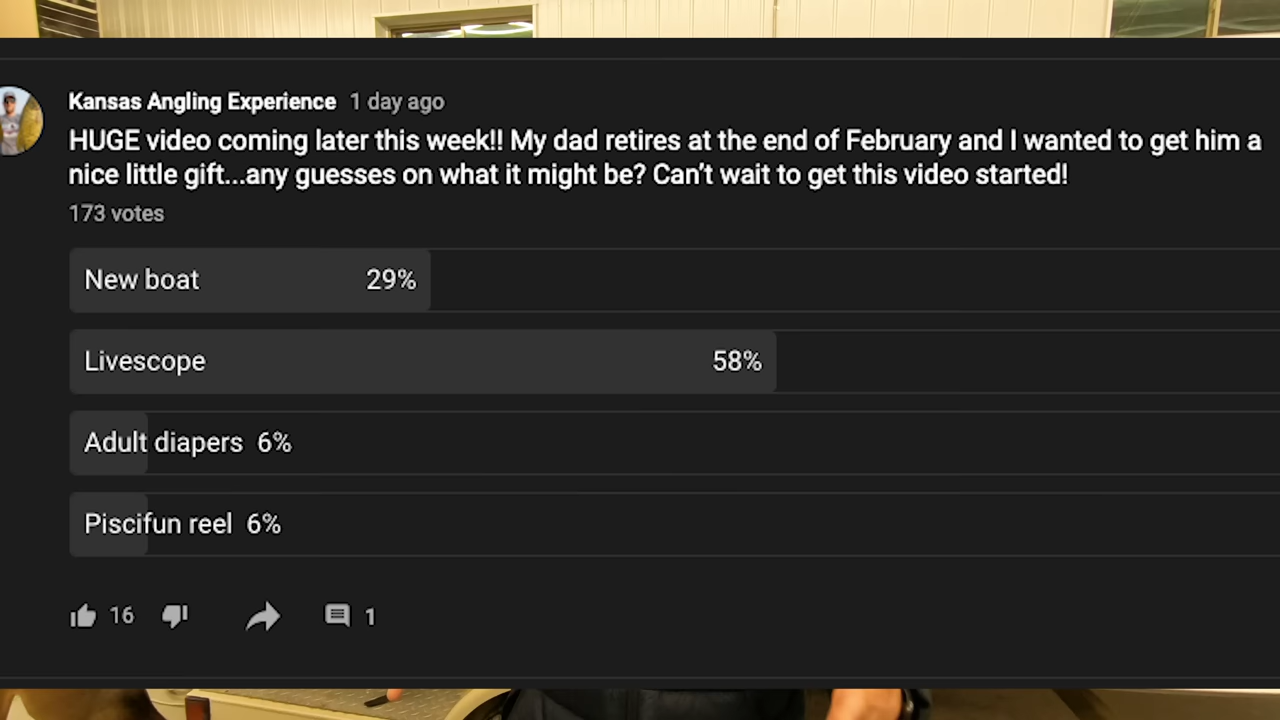 Kansas Angling Experience 1 day ago
HUGE video coming later this week!! My dad retires at the end of February and I wanted to get him a
nice little gift...any guesses on what it might be? Can't wait to get this video started!
173 votes
New boat 29%
Livescope 58%
Adult diapers 6%
Piscifun reel 6%
16 1